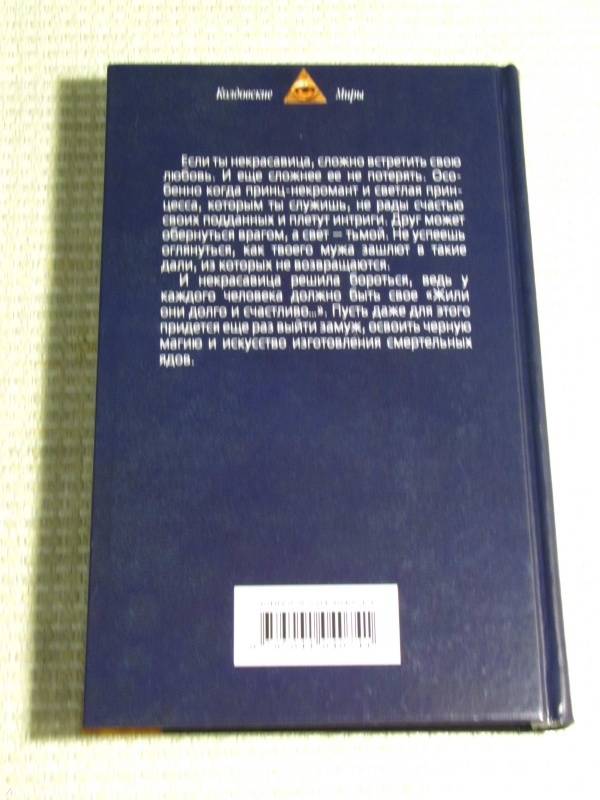 Колдовские Миры
Если ты некрасавица, сложно встретить свою
любовь. И еще сложнее ее не потерять. Осо-
бенно когда принц-некромант и светлая прин-
цесса, которым ты служишь, не рады счастью
своих подданных и плетут интриги. Друг может
обернуться врагом, а свет – тьмой. Не успеешь
оглянуться, как твоего мужа зашлют в такие
дали, из которых не возвращаются.
И некрасавица решила бороться, ведь у
каждого человека должно быть свое «Жили
они долго и счастливо...». Пусть даже для этого
придется еще раз выйти замуж, освоить черную
магию и искусство изготовления смертельных
ядов.